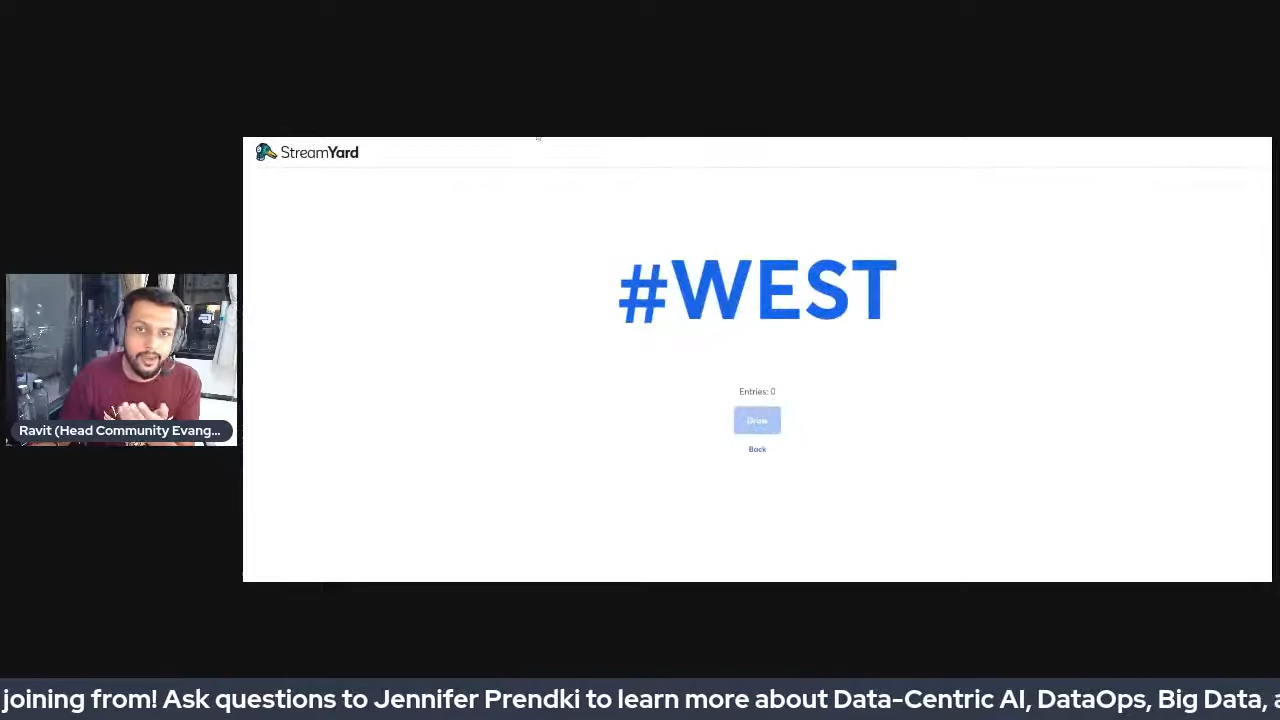 StreamYard
#WEST
Entries: 0
Draw
Back
Ravit (Head Community Evang...
joining from! Ask questions to Jennifer Prendki to learn more about Data-Centric AI, DataOps, Big Data,